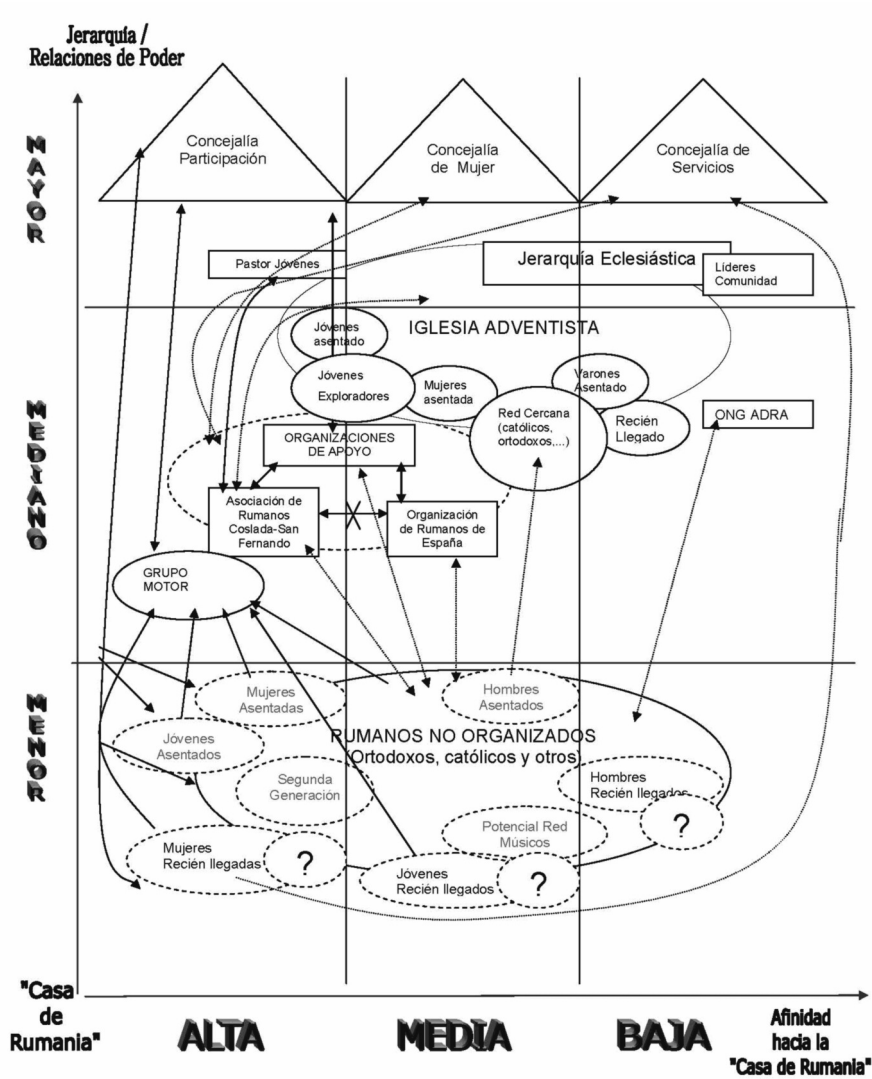 Jerarquía /
Relaciones de Poder
MAYOR
Concejalía
Participación
Concejalía
de Mujer
Concejalía de
Servicios
Pastor Jóvenes
Jerarquía Eclesiástica
Líderes
Comunidad
MEDIANO
Jóvenes
asentado
IGLESIA ADVENTISTA
Jóvenes
Exploradores
Mujeres
asentada
Varones
Asentado
Red Cercana
(católicos,
ortodoxos,...)
Recién
Llegado
ONG ADRA
ORGANIZACIONES
DE APOYO
Asociación de
Rumanos
Coslada-San
Fernando
Organización
de Rumanos de
España
GRUPO
MOTOR
MENOR
Mujeres
Asentadas
Hombres
Asentados
Jóvenes
Asentados
RUMANOS NO ORGANIZADOS
(Ortodoxos, católicos y otros)
Segunda
Generación
Hombres
Recién llegados
Potencial Red
Músicos
?
Mujeres
Recién llegadas
?
Jóvenes
Recién llegados
?
"Casa
de
Rumania"
ALTA
MEDIA
BAJA
Afinidad
hacia la
"Casa de Rumania"